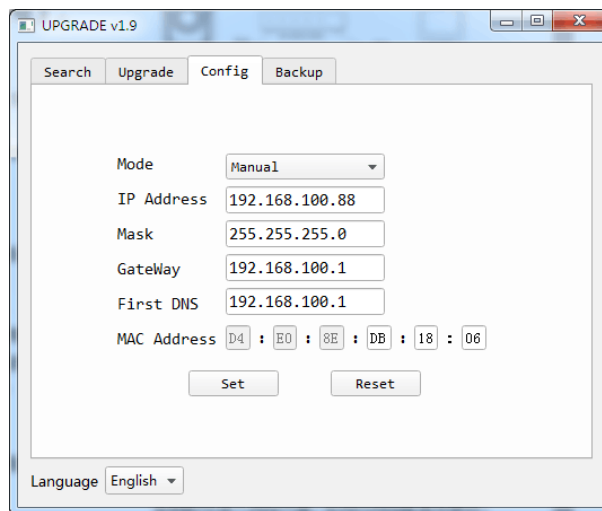 UPGRADE v1.9
Search Upgrade Config Backup
Mode Manual
IP Address 192.168.100.88
Mask 255.255.255.0
GateWay 192.168.100.1
First DNS 192.168.100.1
MAC Address D4 : E0 : 8E : DB : 18 : 06
Set Reset
Language English